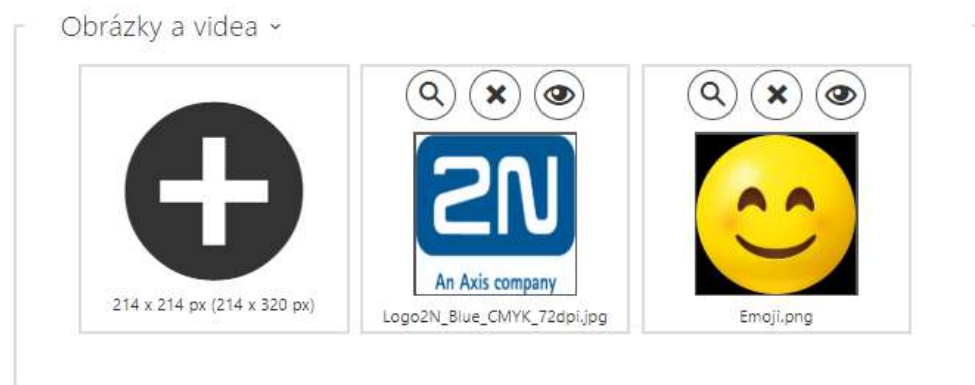 Obrázky a videa
2N
An Axis company
214 x 214 px (214 x 320 px)
Logo2N_Blue_CMYK_72dpi.jpg
Emoji.png